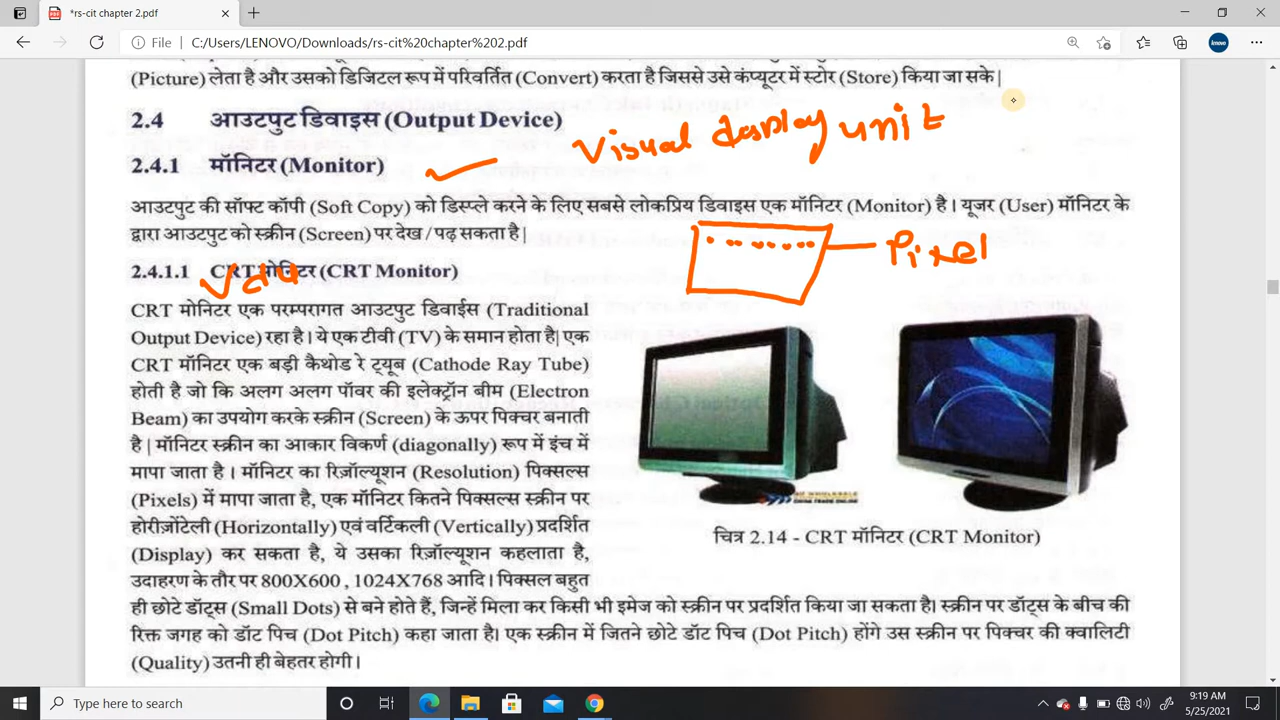 *rs-cit chapter 2.pdf
File C:/Users/LENOVO/Downloads/rs-cit%20chapter%202.pdf
(Picture) लेता है और उसको डिजिटल रूप में परिवर्तित (Convert) करता है जिससे उसे कंप्यूटर में स्टोर (Store) किया जा सके|
2.4 आउटपुट डिवाइस (Output Device)
Visual display unit
2.4.1 मॉनिटर (Monitor)
आउटपुट की सॉफ्ट कॉपी (Soft Copy) को डिस्प्ले करने के लिए सबसे लोकप्रिय डिवाइस एक मॉनिटर (Monitor) है। यूजर (User) मॉनिटर के
द्वारा आउटपुट को स्क्रीन (Screen) पर देख / पढ़ सकता है|
Pixel
2.4.1.1 CRT मोनिटर (CRT Monitor)
Vdu
CRT मोनिटर एक परम्परागत आउटपुट डिवाईस (Traditional
Output Device) रहा है। ये एक टीवी (TV) के समान होता है| एक
CRT मॉनिटर एक बड़ी कैथोड रे ट्यूब (Cathode Ray Tube)
होती है जो कि अलग अलग पॉवर की इलेक्ट्रॉन बीम (Electron
Beam) का उपयोग करके स्क्रीन (Screen) के ऊपर पिक्चर बनाती
है | मॉनिटर स्क्रीन का आकार विकर्ण (diagonally) रूप में इंच में
मापा जाता है । मॉनिटर का रिज़ॉल्यूशन (Resolution) पिक्सल्स
(Pixels) में मापा जाता है, एक मॉनिटर कितने पिक्सल्स स्क्रीन पर
होरीज़ोंटेली (Horizontally) एवं वर्टिकली (Vertically) प्रदर्शित
(Display) कर सकता है, ये उसका रिज़ॉल्यूशन कहलाता है,
उदाहरण के तौर पर 800X600 , 1024X768 आदि। पिक्सल बहुत
चित्र 2.14 - CRT मॉनिटर (CRT Monitor)
ही छोटे डॉट्स (Small Dots) से बने होते हैं, जिन्हें मिला कर किसी भी इमेज को स्क्रीन पर प्रदर्शित किया जा सकता है। स्क्रीन पर डॉट्स के बीच की
रिक्त जगह को डॉट पिच (Dot Pitch) कहा जाता है। एक स्क्रीन में जितने छोटे डॉट पिच (Dot Pitch) होंगे उस स्क्रीन पर पिक्चर की क्वालिटी
(Quality) उतनी ही बेहतर होगी।
Type here to search
9:19 AM
5/25/2021